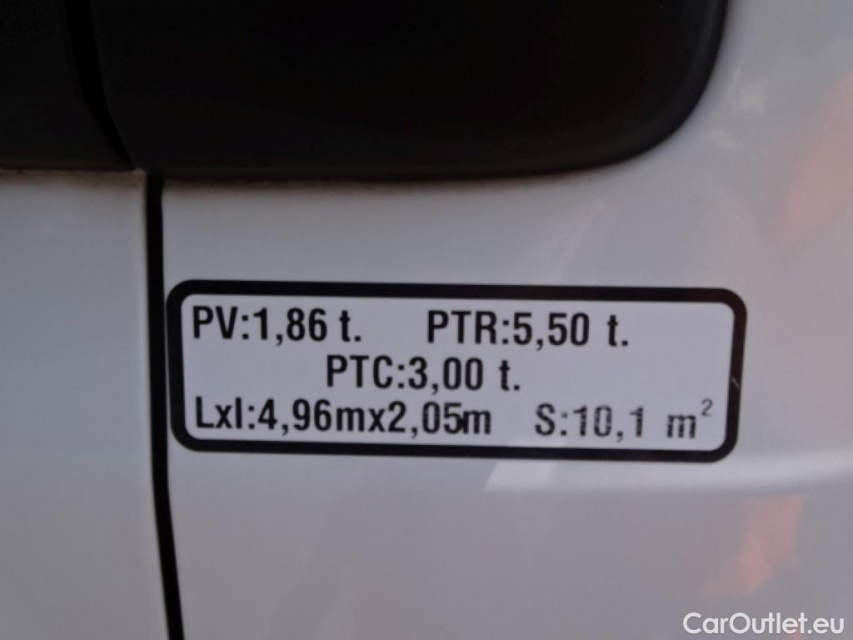 PV:1,86 t. PTR:5,50 t.
PTC:3,00 t.
Lxl:4,96mx2,05m S:10,1 m²
CarOutlet.eu